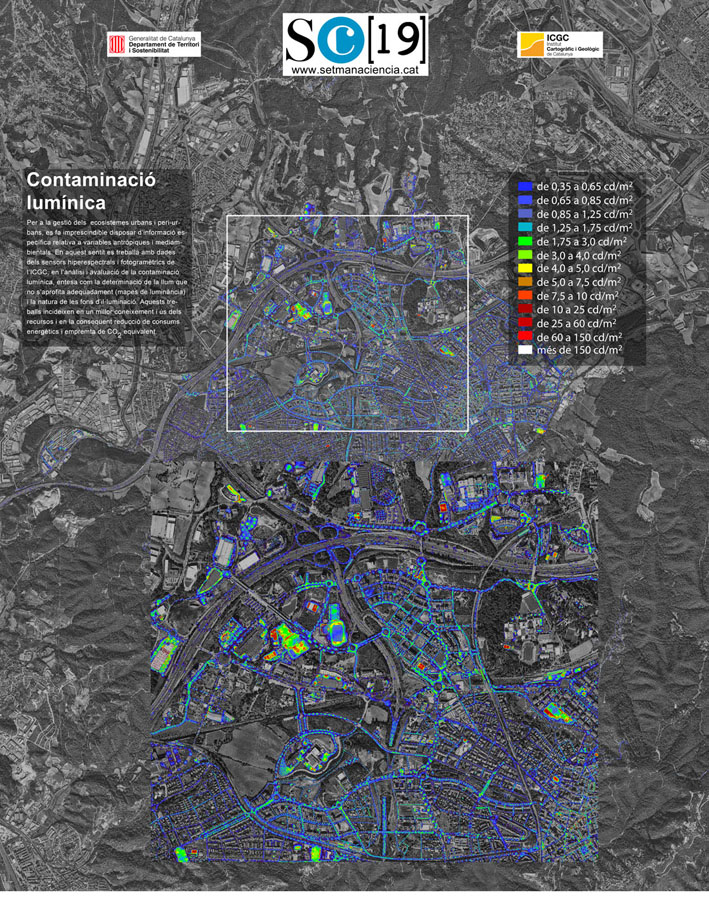 Generalitat de Catalunya
Departament de Territori
i Sostenibilitat
SC[19]
www.setmanaciencia.cat
ICGC
Institut
Cartogràfic i Geològic
de Catalunya
Contaminació
lumínica
Per a la gestió dels ecosistemes urbans i peri-ur-
bans, es fa imprescindible disposar d'informació es-
pecífica relativa a variables antròpiques i mediam-
bientals. En aquest sentit es treballa amb dades
dels sensors hiperespectrals i fotogramètrics de
l'ICGC, en l'anàlisi i avaluació de la contaminació
lumínica, entesa com la determinació de la llum que
no s'aprofita adequadament (mapes de luminància)
i la natura de les fonts d'il·luminació. Aquests tre-
balls incideixen en un millor coneixement i ús dels
recursos i en la consequent reducció de consums
energètics i empremta de CO2 equivalent
de 0,35 a 0,65 cd/m²
de 0,65 a 0,85 cd/m²
de 0,85 a 1,25 cd/m²
de 1,25 a 1,75 cd/m²
de 1,75 a 3,0 cd/m²
de 3,0 a 4,0 cd/m²
de 4,0 a 5,0 cd/m²
de 5,0 a 7,5 cd/m²
de 7,5 a 10 cd/m²
de 10 a 25 cd/m²
de 25 a 60 cd/m²
de 60 a 150 cd/m²
més de 150 cd/m²